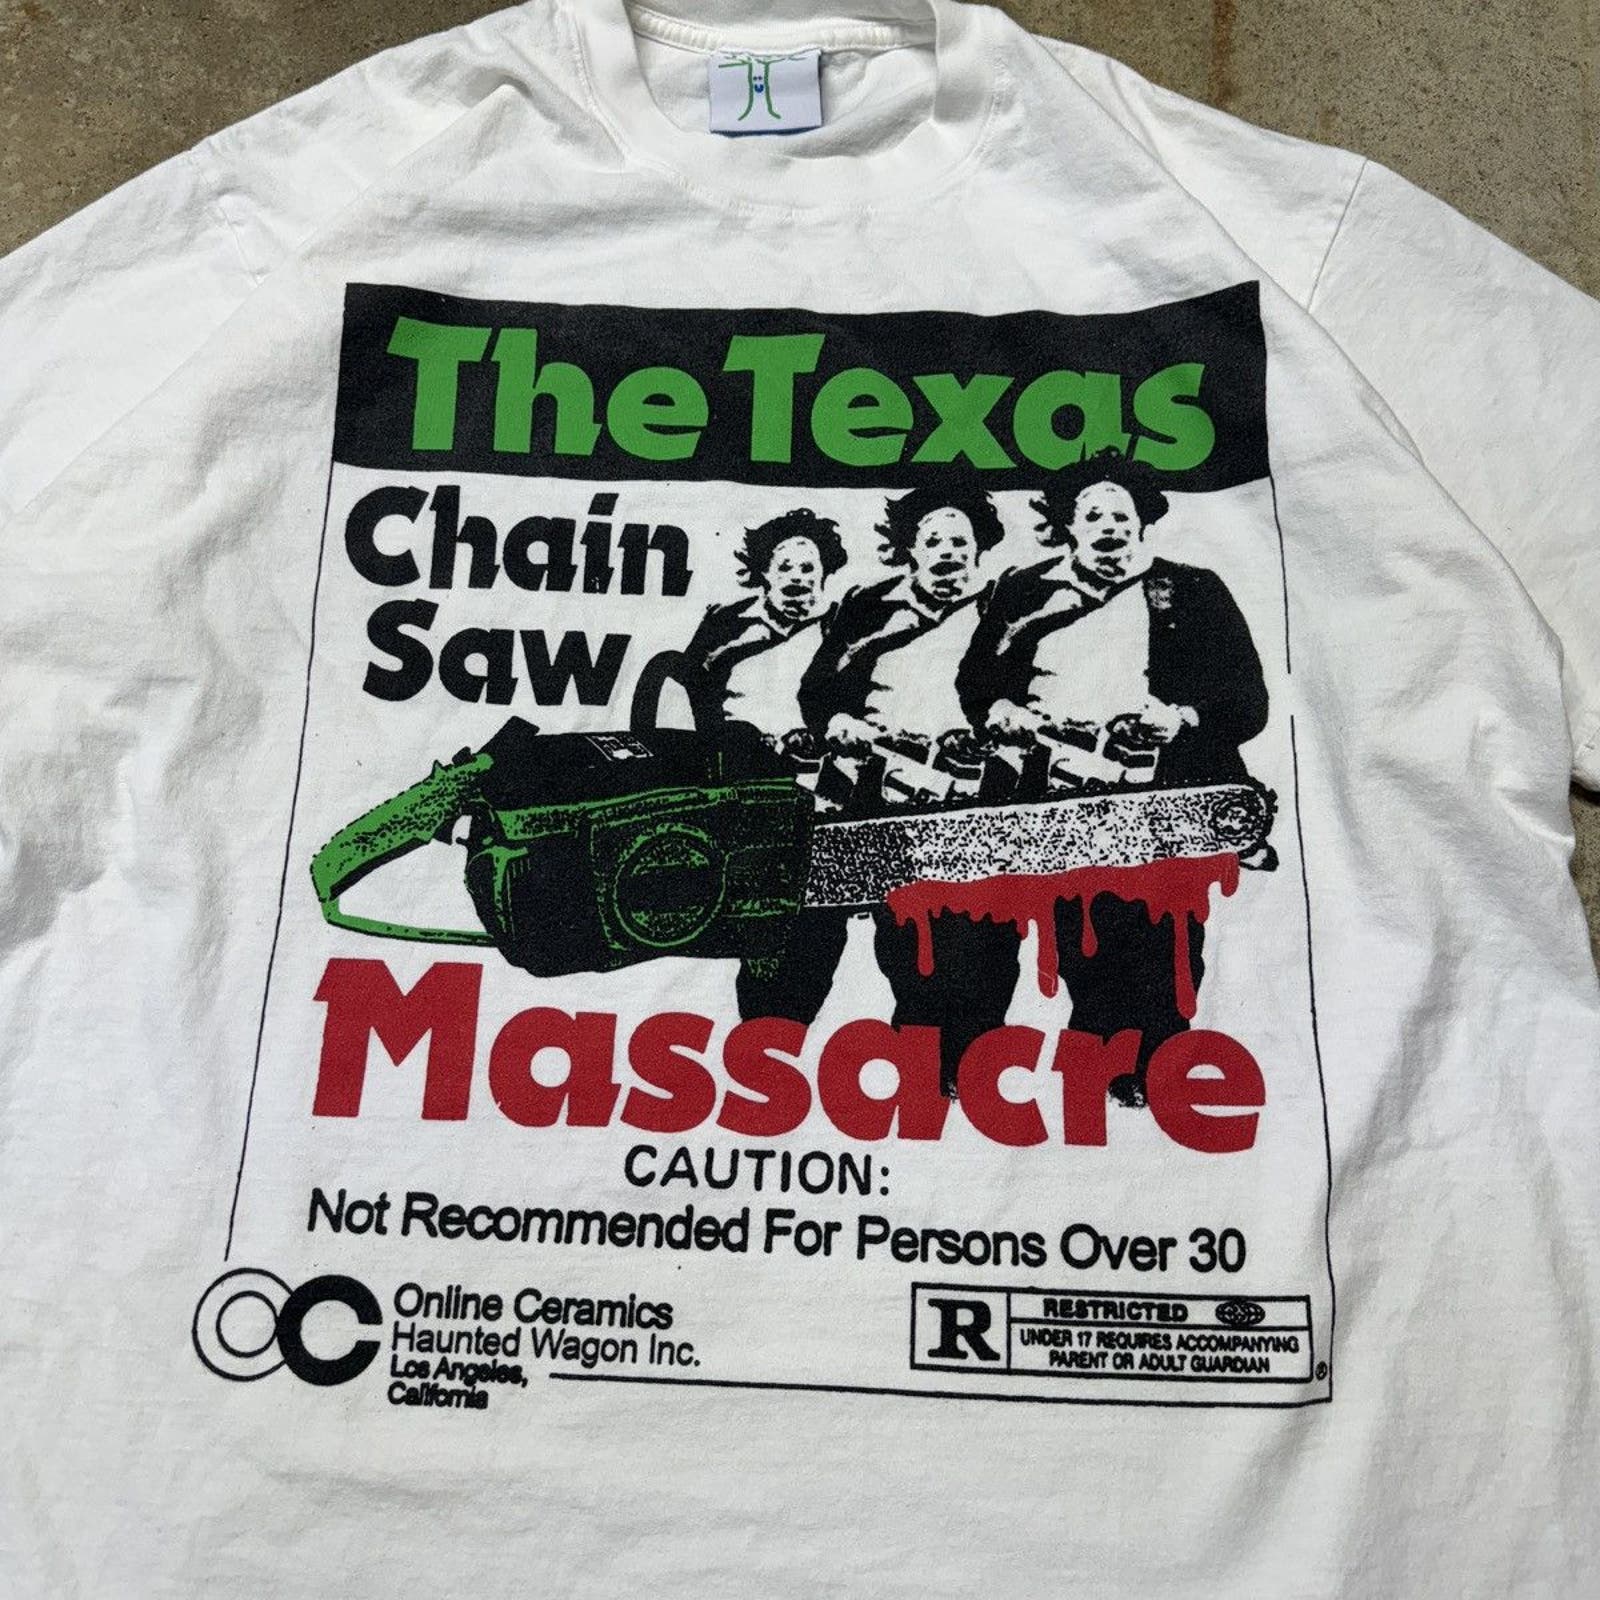 The Texas
Chain
Saw
Massacre
CAUTION:
Not Recommended For Persons Over 30
Online Ceramics
Haunted Wagon Inc.
Los Angeles,
California
R
RESTRICTED
UNDER 17 REQUIRES ACCOMPANYING
PARENT OR ADULT GUARDIAN
®